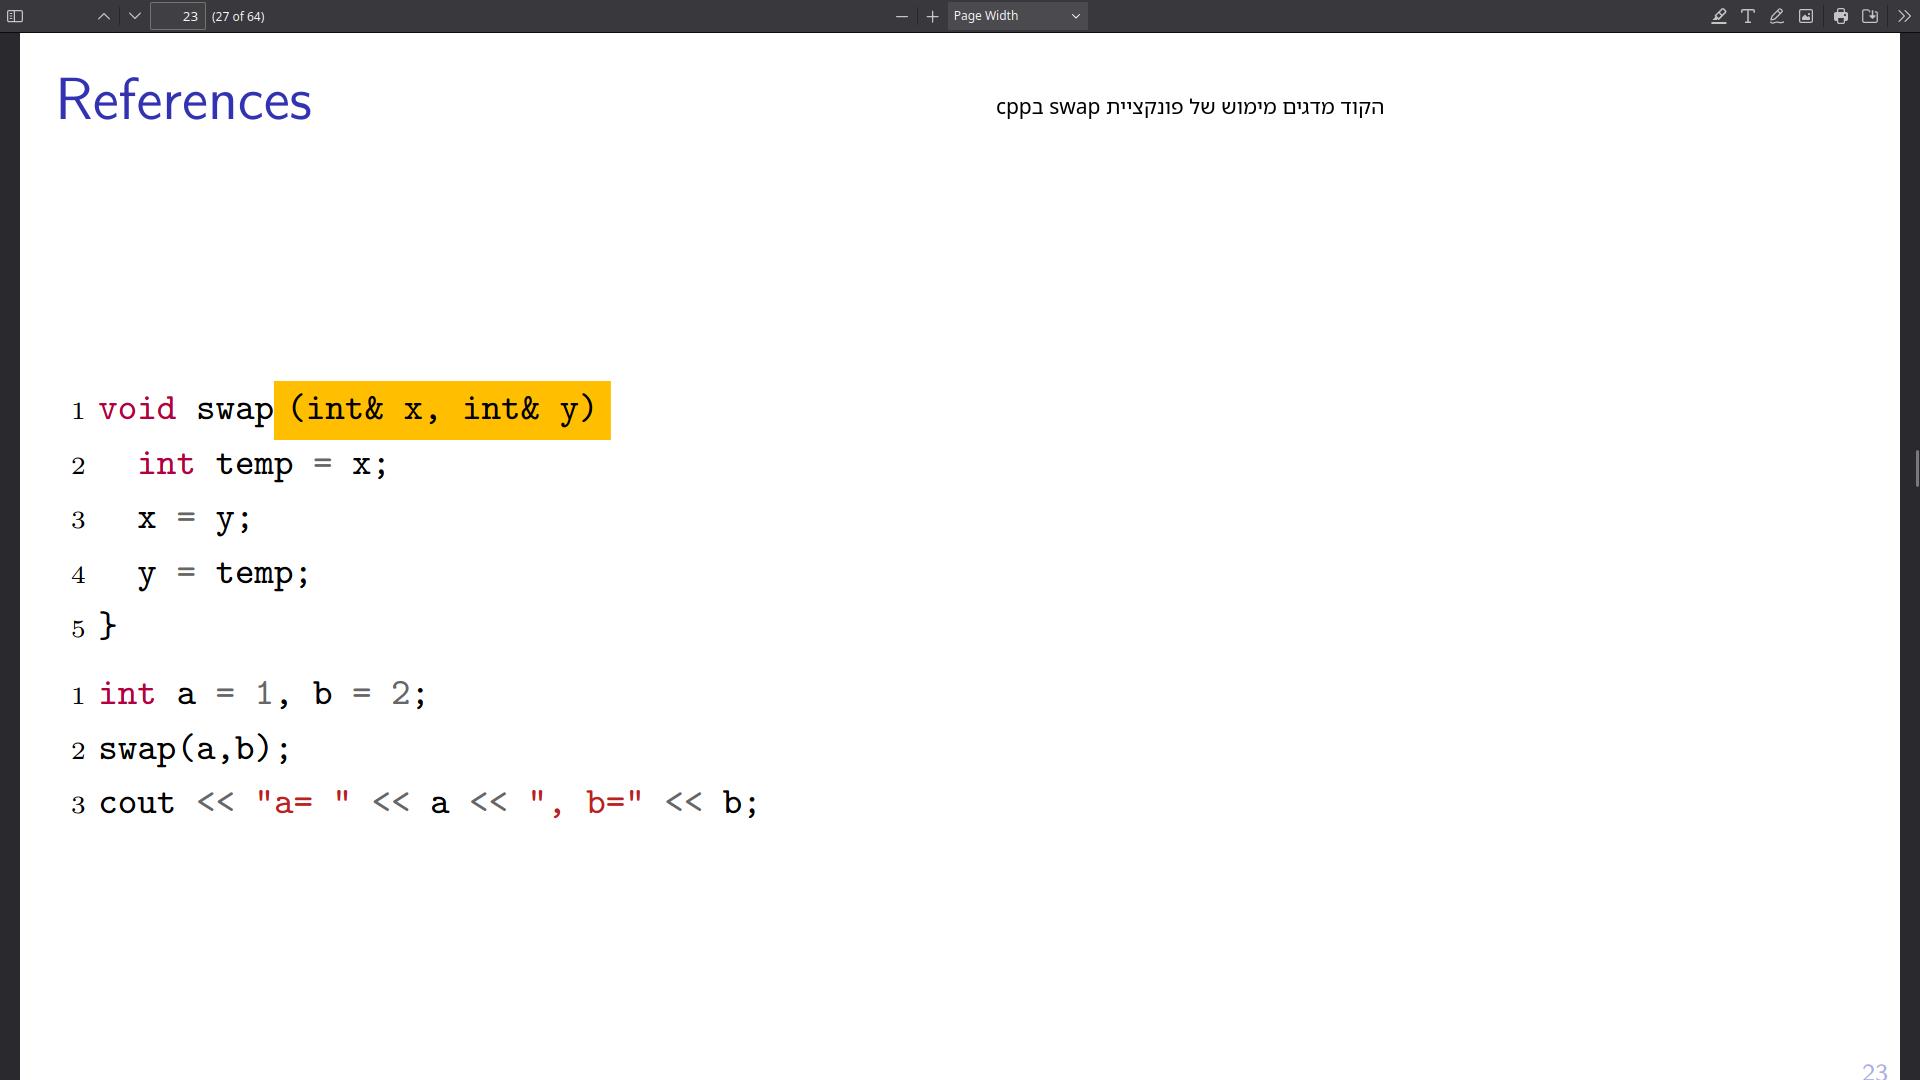 23 (27 of 64) Page Width
References
הקוד מדגים מימוש של פונקציית swap בcpp
1 void swap (int& x, int& y)
2 int temp = x;
3 x = y;
4 y = temp;
5 }
1 int a = 1, b = 2;
2 swap(a,b);
3 cout << "a= " << a << ", b=" << b;
23